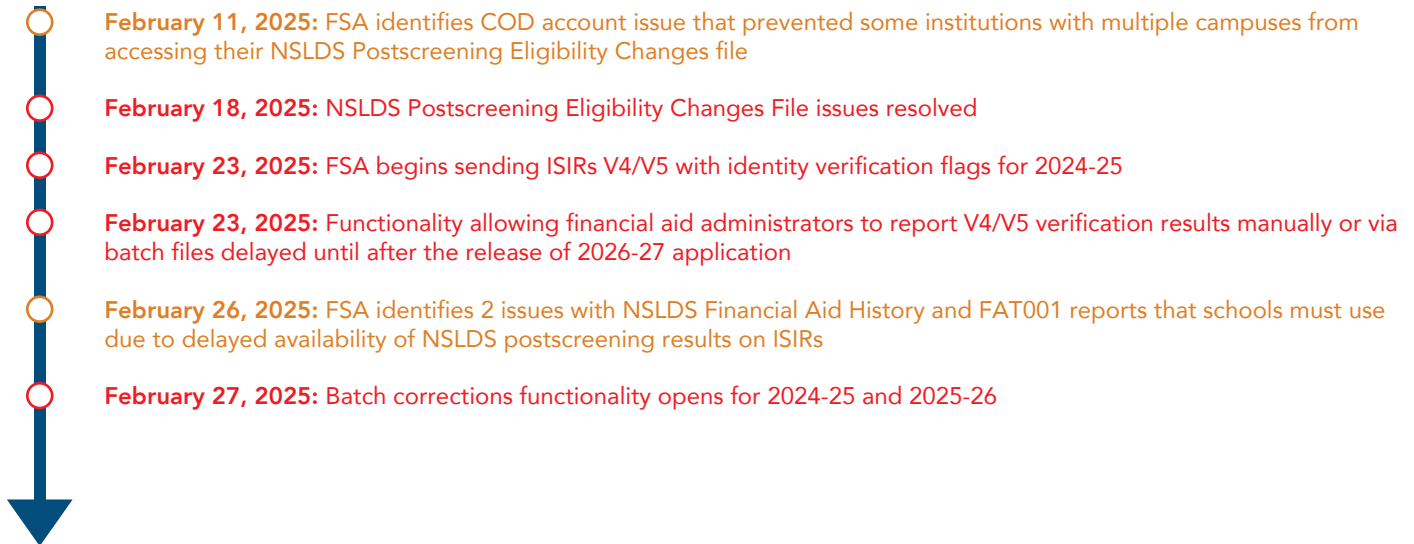 February 11, 2025: FSA identifies COD account issue that prevented some institutions with multiple campuses from
accessing their NSLDS Postscreening Eligibility Changes file
February 18, 2025: NSLDS Postscreening Eligibility Changes File issues resolved
February 23, 2025: FSA begins sending ISIRs V4/V5 with identity verification flags for 2024-25
February 23, 2025: Functionality allowing financial aid administrators to report V4/V5 verification results manually or via
batch files delayed until after the release of 2026-27 application
February 26, 2025: FSA identifies 2 issues with NSLDS Financial Aid History and FAT001 reports that schools must use
due to delayed availability of NSLDS postscreening results on ISIRs
February 27, 2025: Batch corrections functionality opens for 2024-25 and 2025-26